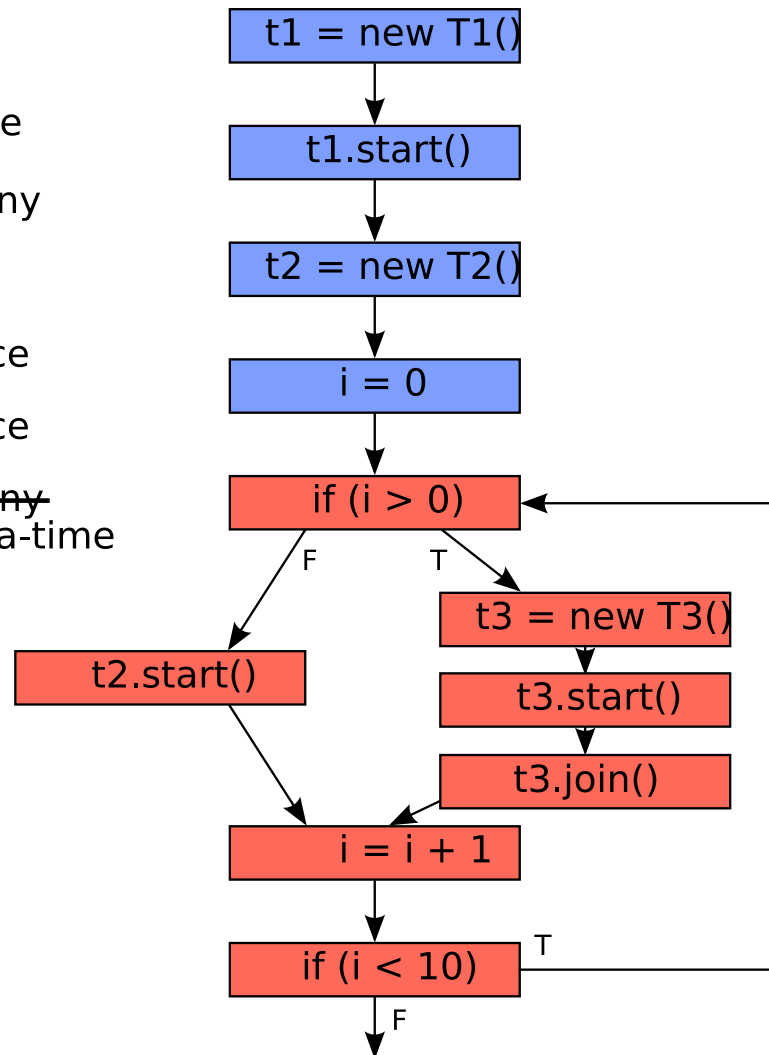 t1 = new T1()
e
t1.start()
ny
t2 = new T2()
ce
i = 0
ce
if (i > 0)
ny
a-time
F
T
t3 = new T3()
t2.start()
t3.start()
t3.join()
i = i + 1
if (i < 10)
T
F